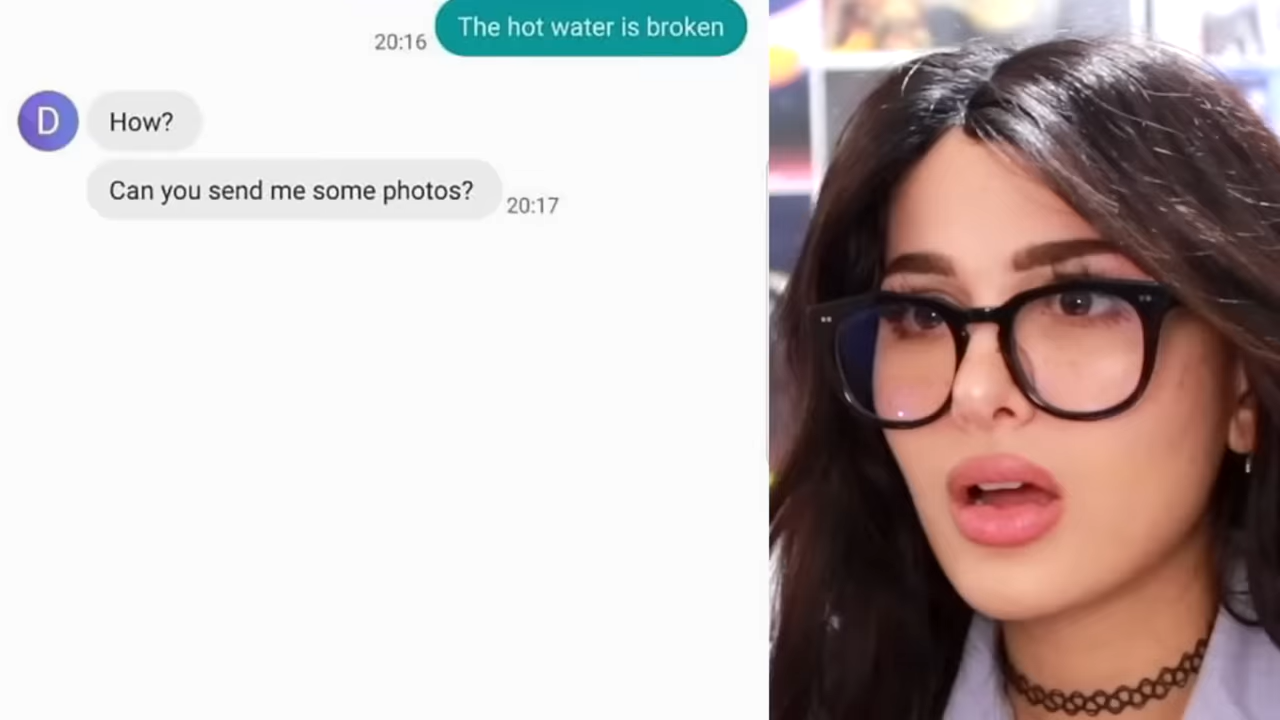 The hot water is broken
20:16
D
How?
Can you send me some photos?
20:17